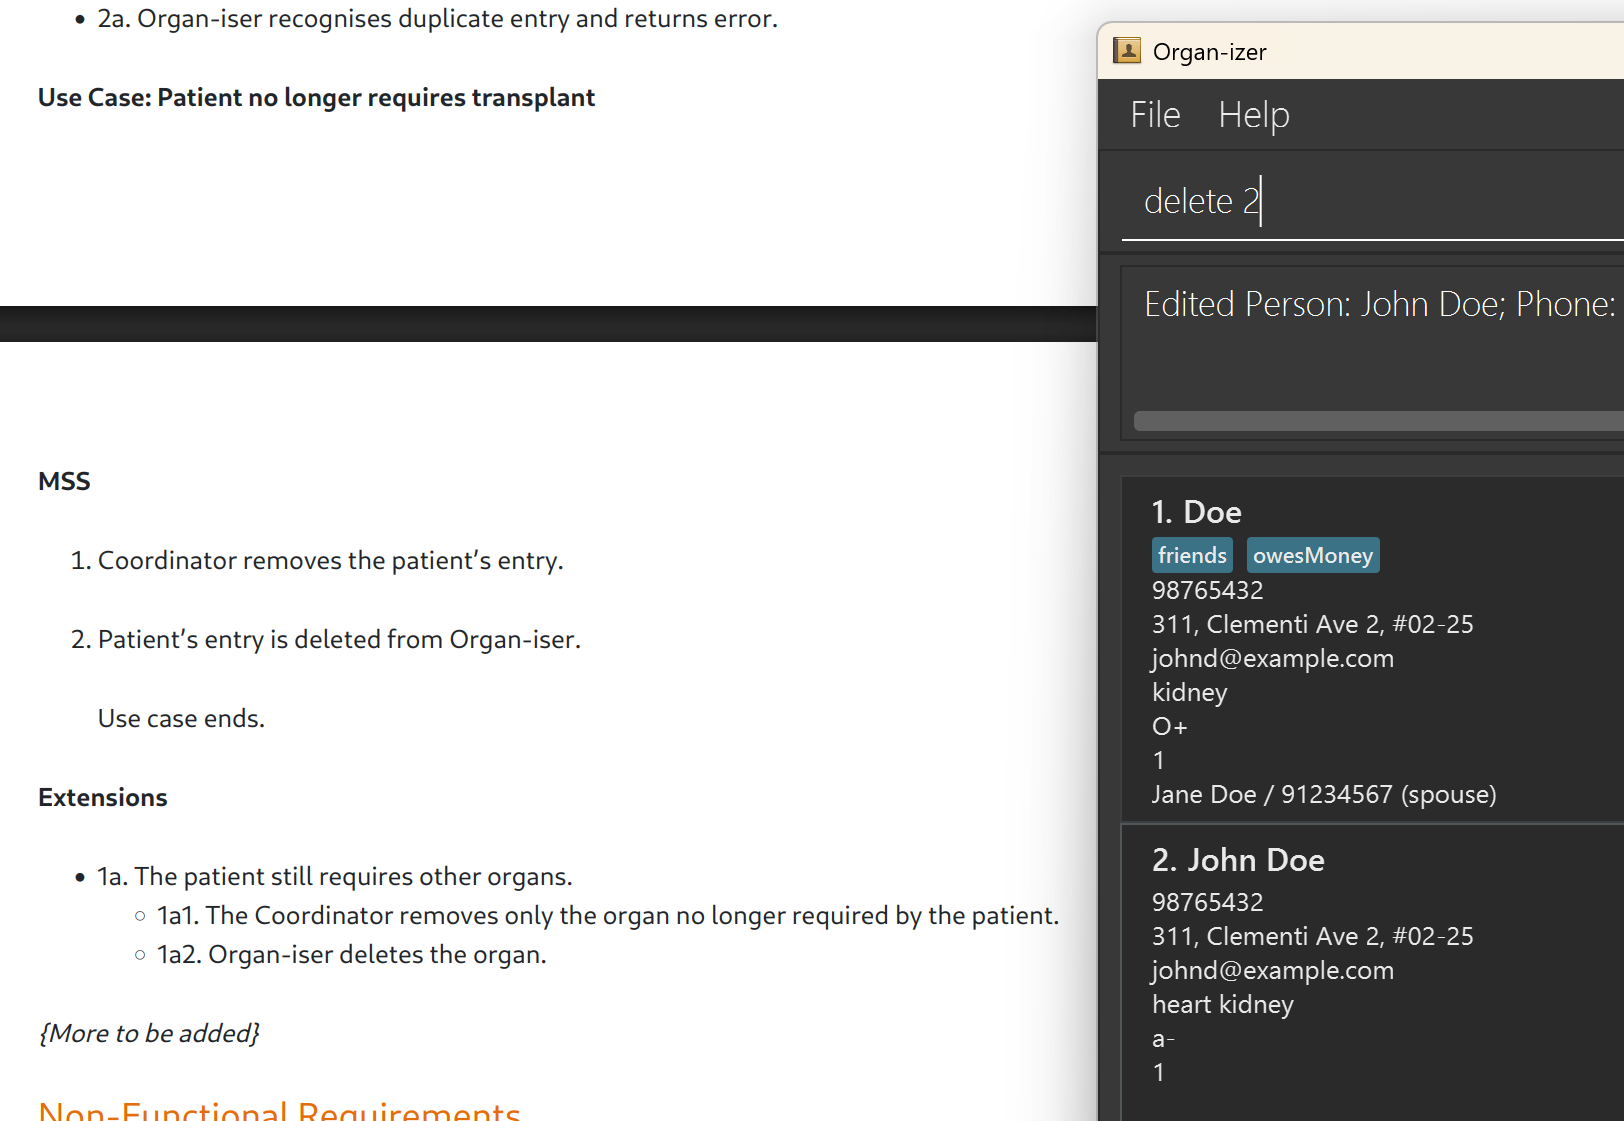 2a. Organ-iser recognises duplicate entry and returns error.
Use Case: Patient no longer requires transplant
MSS
1. Coordinator removes the patient’s entry.
2. Patient’s entry is deleted from Organ-iser.
Use case ends.
Extensions
1a. The patient still requires other organs.
1a1. The Coordinator removes only the organ no longer required by the patient.
1a2. Organ-iser deletes the organ.
{More to be added}
Non-Functional Requirements
Organ-izer
File Help
delete 2
Edited Person: John Doe; Phone:
1. Doe
friends owesMoney
98765432
311, Clementi Ave 2, #02-25
johnd@example.com
kidney
O+
1
Jane Doe / 91234567 (spouse)
2. John Doe
98765432
311, Clementi Ave 2, #02-25
johnd@example.com
heart kidney
a-
1